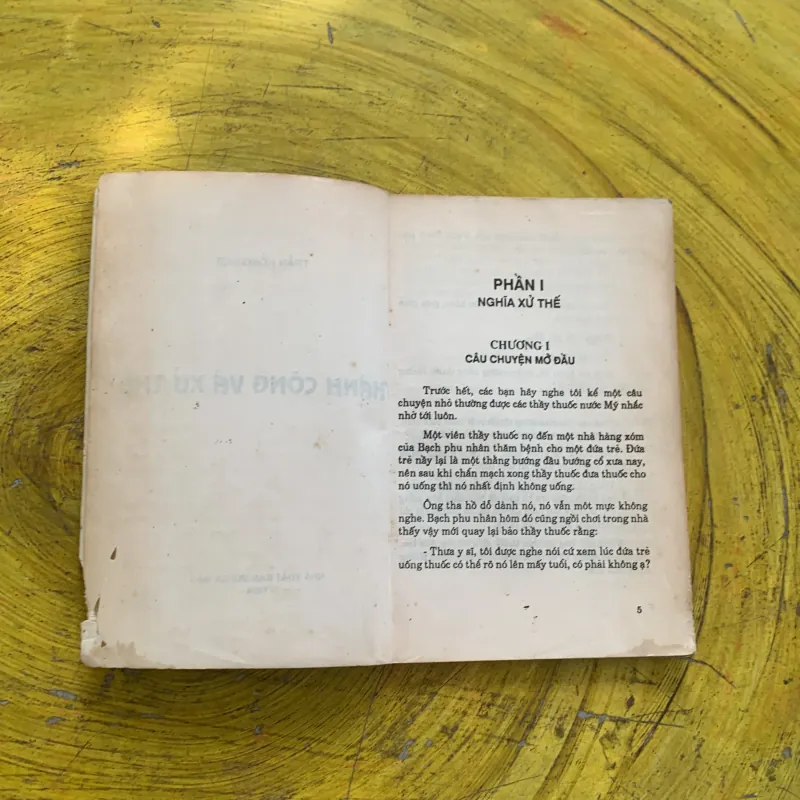 PHẦN I
NGHĨA XỬ THẾ
CHƯƠNG I
CÂU CHUYỆN MỞ ĐẦU
Trước hết, các bạn hãy nghe tôi kể một câu
chuyện nhỏ thường được các thầy thuốc nước Mỹ nhắc
nhở tới luôn.
Một viên thầy thuốc nọ đến một nhà hàng xóm
của Bạch phu nhân thăm bệnh cho một đứa trẻ. Đứa
trẻ nầy lại là một thằng bướng đầu bướng cổ xưa nay,
nên sau khi chẩn mạch xong thầy thuốc đưa thuốc cho
nó uống thì nó nhất định không uống.
Ông tha hồ dỗ dành nó, nó vẫn một mực không
nghe. Bạch phu nhân hôm đó cũng ngồi chơi trong nhà
thấy vậy mới quay lại bảo thầy thuốc rằng:
- Thưa y sĩ, tôi được nghe nói cứ xem lúc đứa trẻ
uống thuốc có thể rõ nó lên mấy tuổi, có phải không ạ?
5